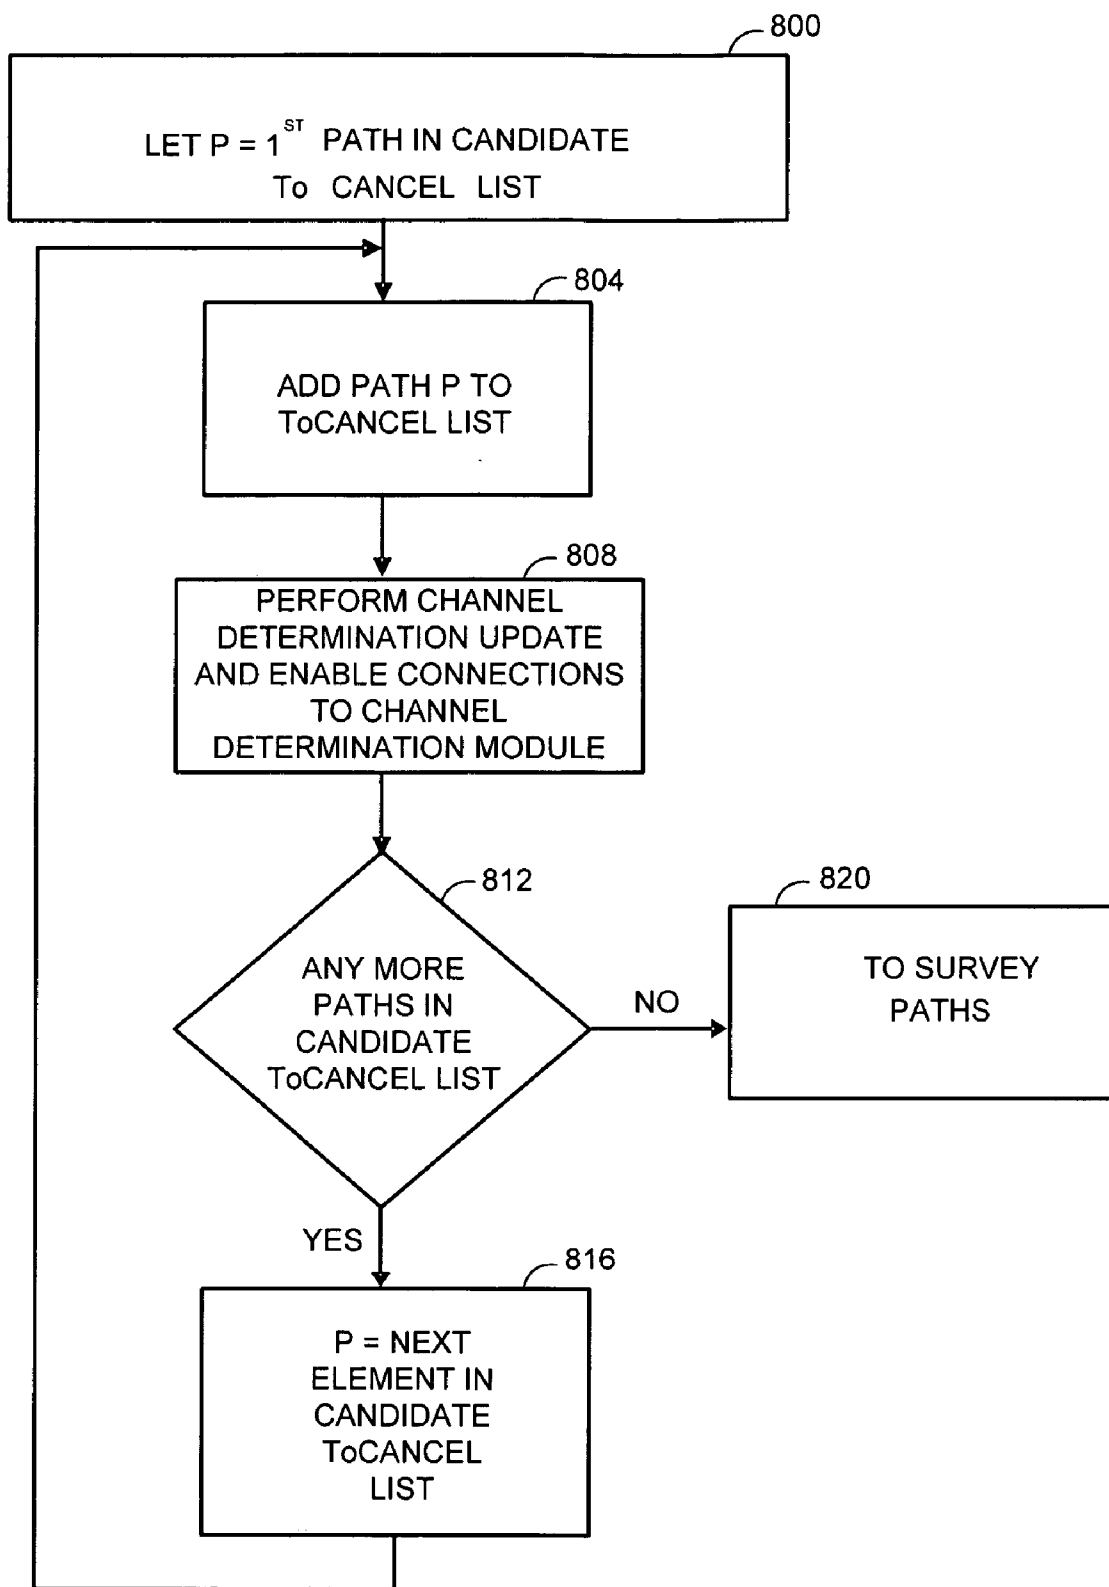 800
LET P = 1ST PATH IN CANDIDATE
To CANCEL LIST
804
ADD PATH P TO
ToCANCEL LIST
808
PERFORM CHANNEL
DETERMINATION UPDATE
AND ENABLE CONNECTIONS
TO CHANNEL
DETERMINATION MODULE
812
ANY MORE
PATHS IN
CANDIDATE
ToCANCEL LIST
NO
820
TO SURVEY
PATHS
YES
816
P = NEXT
ELEMENT IN
CANDIDATE
ToCANCEL
LIST